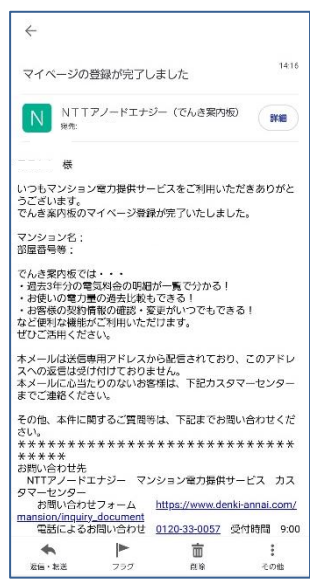 14:16
マイページの登録が完了しました
N
NTTアノードエナジー（でんき案内板）
宛先:
詳細
様
いつもマンション電力提供サービスをご利用いただきありがと
うございます。
でんき案内板のマイページ登録が完了いたしました。
マンション名：
部屋番号等：
でんき案内板では・・・
・過去3年分の電気料金の明細が一覧で分かる！
・お使いの電力量の過去比較もできる！
・お客様の契約情報の確認・変更がいつでもできる！
など便利な機能がご利用いただけます。
ぜひご活用ください。
本メールは送信専用アドレスから配信されており、このアドレ
スへの返信は受け付けておりません。
本メールに心当たりのないお客様は、下記カスタマーセンター
までご連絡ください。
その他、本件に関するご質問等は、下記までお問い合わせくだ
さい。
＊＊＊＊＊＊＊＊＊＊＊＊＊＊＊＊＊＊＊＊＊＊＊＊＊＊＊＊
＊＊＊＊＊
お問い合わせ先
NTTアノードエナジー　マンション電力提供サービス　カス
タマーセンター
お問い合わせフォーム　https://www.denki-annai.com/
mansion/inquiry_document
電話によるお問い合わせ　0120-33-0057　受付時間　9:00
返信・転送
フラグ
削除
その他